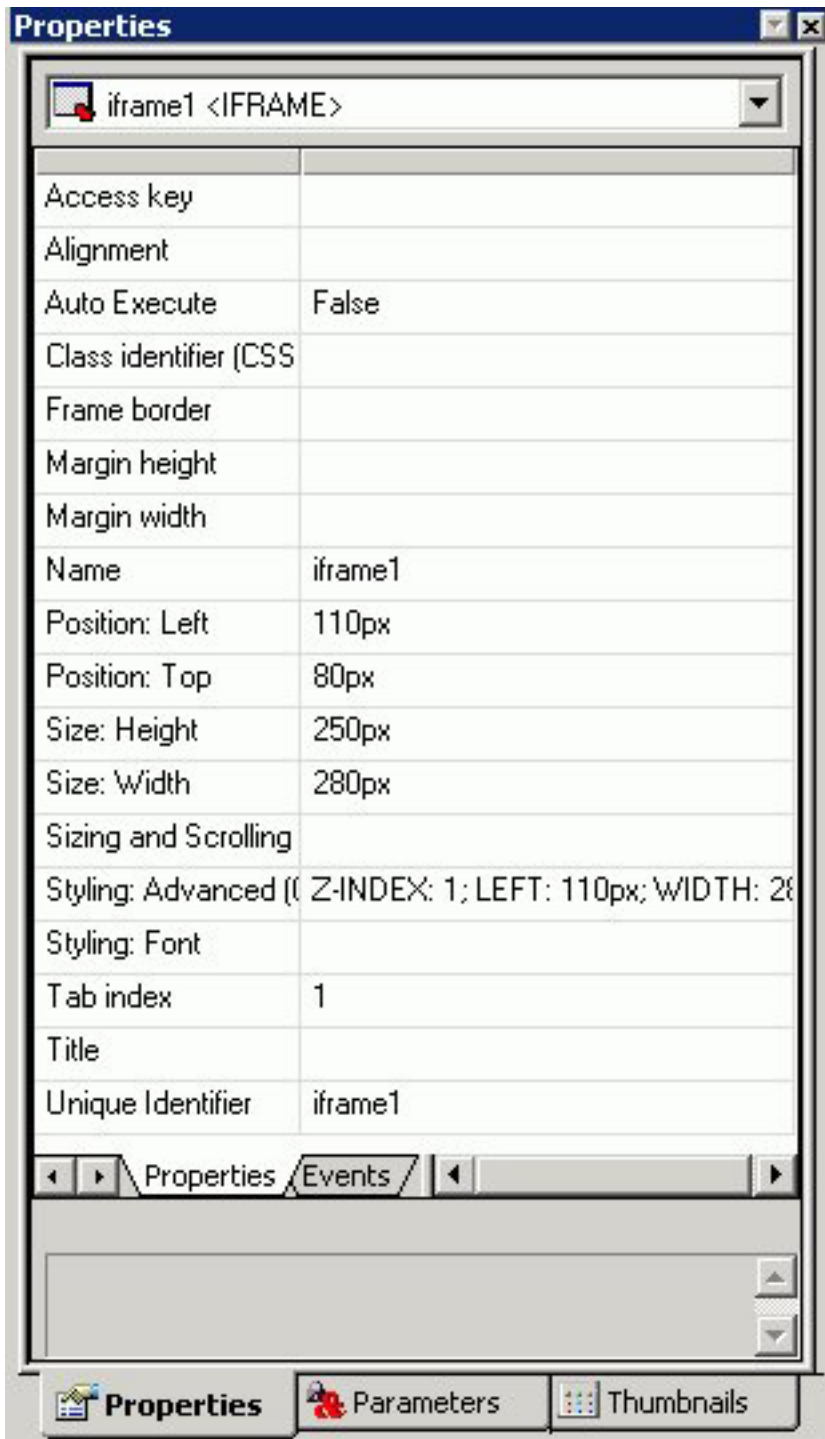 Properties
iframe1 <IFRAME>
Access key
Alignment
Auto Execute False
Class identifier (CSS
Frame border
Margin height
Margin width
Name iframe1
Position: Left 110px
Position: Top 80px
Size: Height 250px
Size: Width 280px
Sizing and Scrolling
Styling: Advanced (C Z-INDEX: 1; LEFT: 110px; WIDTH: 28
Styling: Font
Tab index 1
Title
Unique Identifier iframe1
Properties Events
Properties Parameters Thumbnails